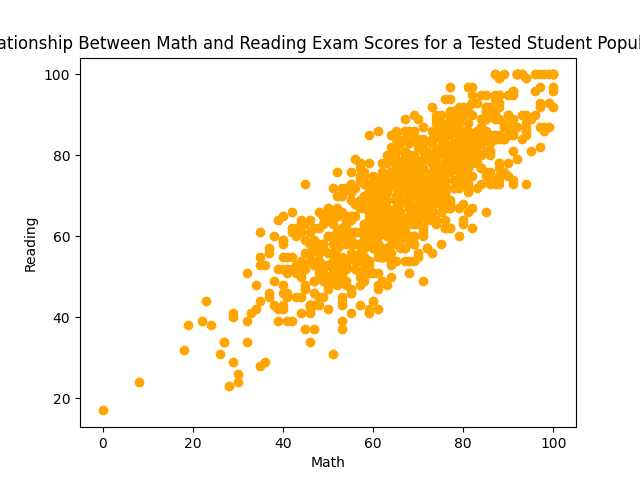 ationship Between Math and Reading Exam Scores for a Tested Student Popul
100
80
60
40
20
Reading
0 20 40 60 80 100
Math